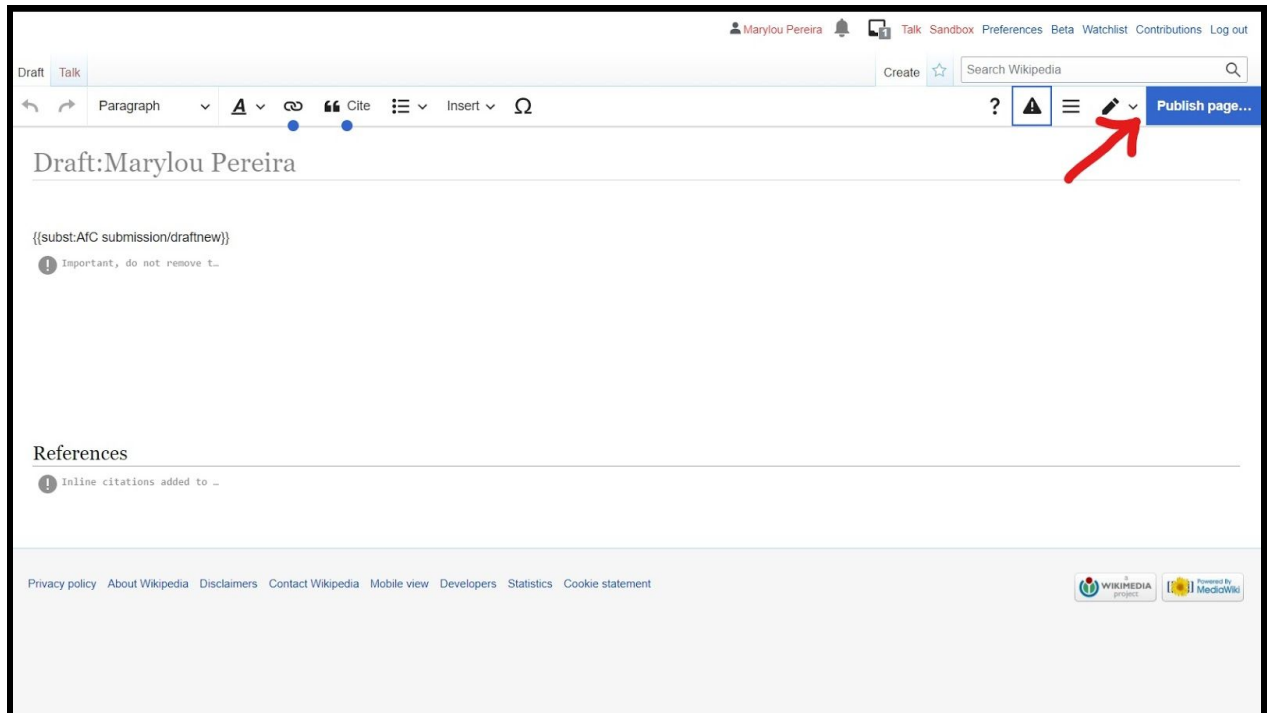 Marylou Pereira 1 Talk Sandbox Preferences Beta Watchlist Contributions Log out
Draft Talk Create Search Wikipedia
Paragraph A Cite Insert Ω ? Publish page...
Draft:Marylou Pereira
{{subst:AfC submission/draftnew}}
! Important, do not remove t…
References
! Inline citations added to …
Privacy policy About Wikipedia Disclaimers Contact Wikipedia Mobile view Developers Statistics Cookie statement
a WIKIMEDIA project [[ ]] Powered By MediaWiki